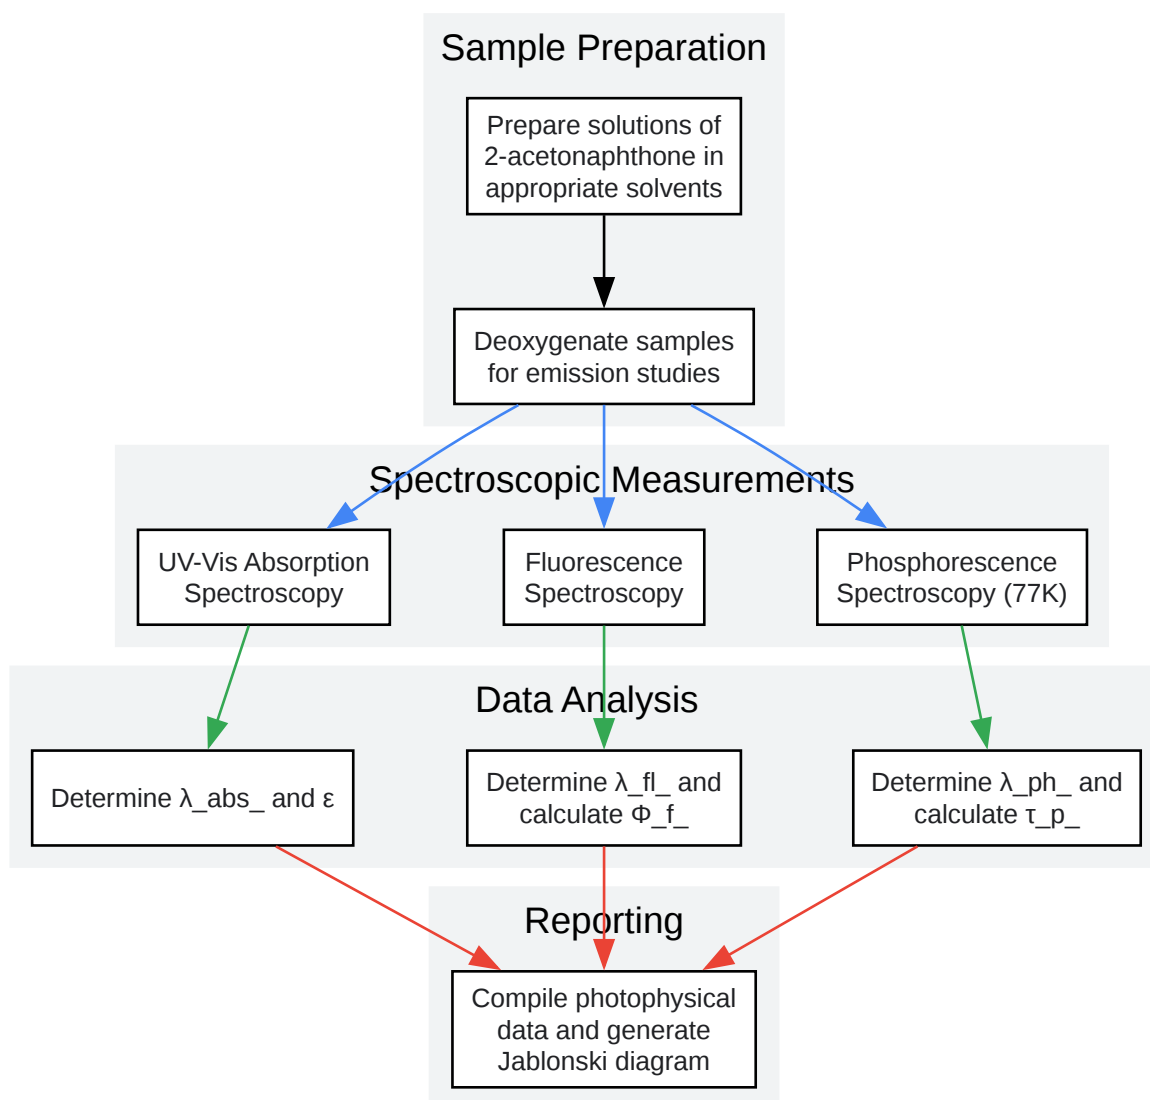 Sample Preparation
Prepare solutions of
2-acetonaphthone in
appropriate solvents
Deoxygenate samples
for emission studies
Spectroscopic Measurements
UV-Vis Absorption
Spectroscopy
Fluorescence
Spectroscopy
Phosphorescence
Spectroscopy (77K)
Data Analysis
Determine λ_abs_ and ε
Determine λ_fl_ and
calculate Φ_f_
Determine λ_ph_ and
calculate τ_p_
Reporting
Compile photophysical
data and generate
Jablonski diagram